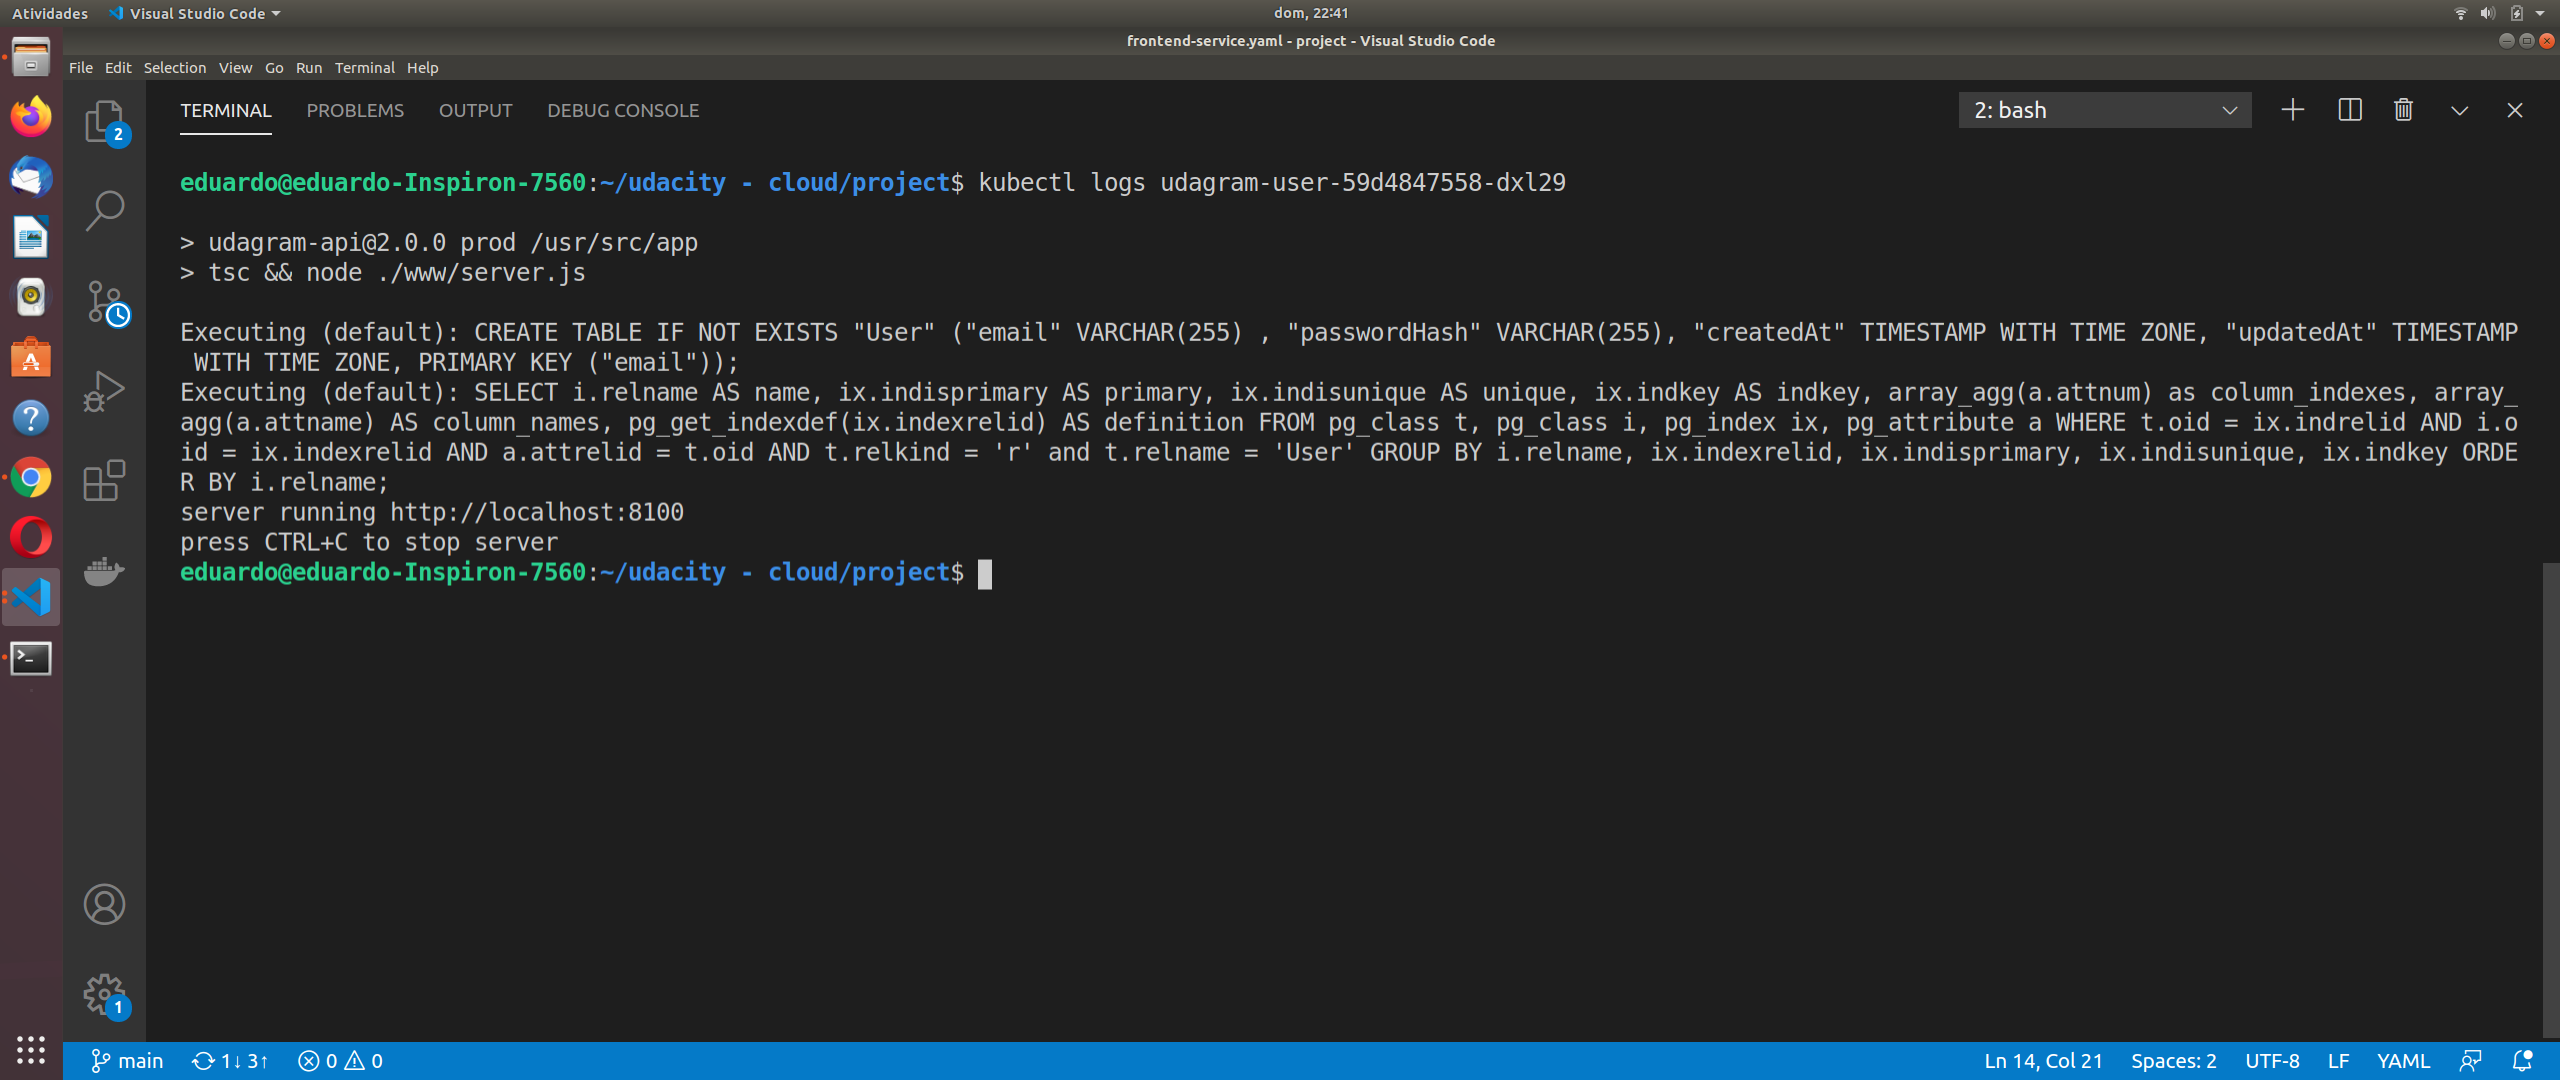 Atividades Visual Studio Code dom, 22:41
frontend-service.yaml - project - Visual Studio Code
File Edit Selection View Go Run Terminal Help
TERMINAL PROBLEMS OUTPUT DEBUG CONSOLE 2: bash
2
eduardo@eduardo-Inspiron-7560:~/udacity - cloud/project$ kubectl logs udagram-user-59d4847558-dxl29
> udagram-api@2.0.0 prod /usr/src/app
> tsc && node ./www/server.js
Executing (default): CREATE TABLE IF NOT EXISTS "User" ("email" VARCHAR(255) , "passwordHash" VARCHAR(255), "createdAt" TIMESTAMP WITH TIME ZONE, "updatedAt" TIMESTAMP
WITH TIME ZONE, PRIMARY KEY ("email"));
Executing (default): SELECT i.relname AS name, ix.indisprimary AS primary, ix.indisunique AS unique, ix.indkey AS indkey, array_agg(a.attnum) as column_indexes, array_
agg(a.attname) AS column_names, pg_get_indexdef(ix.indexrelid) AS definition FROM pg_class t, pg_class i, pg_index ix, pg_attribute a WHERE t.oid = ix.indrelid AND i.o
id = ix.indexrelid AND a.attrelid = t.oid AND t.relkind = 'r' and t.relname = 'User' GROUP BY i.relname, ix.indexrelid, ix.indisprimary, ix.indisunique, ix.indkey ORDE
R BY i.relname;
server running http://localhost:8100
press CTRL+C to stop server
eduardo@eduardo-Inspiron-7560:~/udacity - cloud/project$
1
main 1↓ 3↑ 0 0 Ln 14, Col 21 Spaces: 2 UTF-8 LF YAML